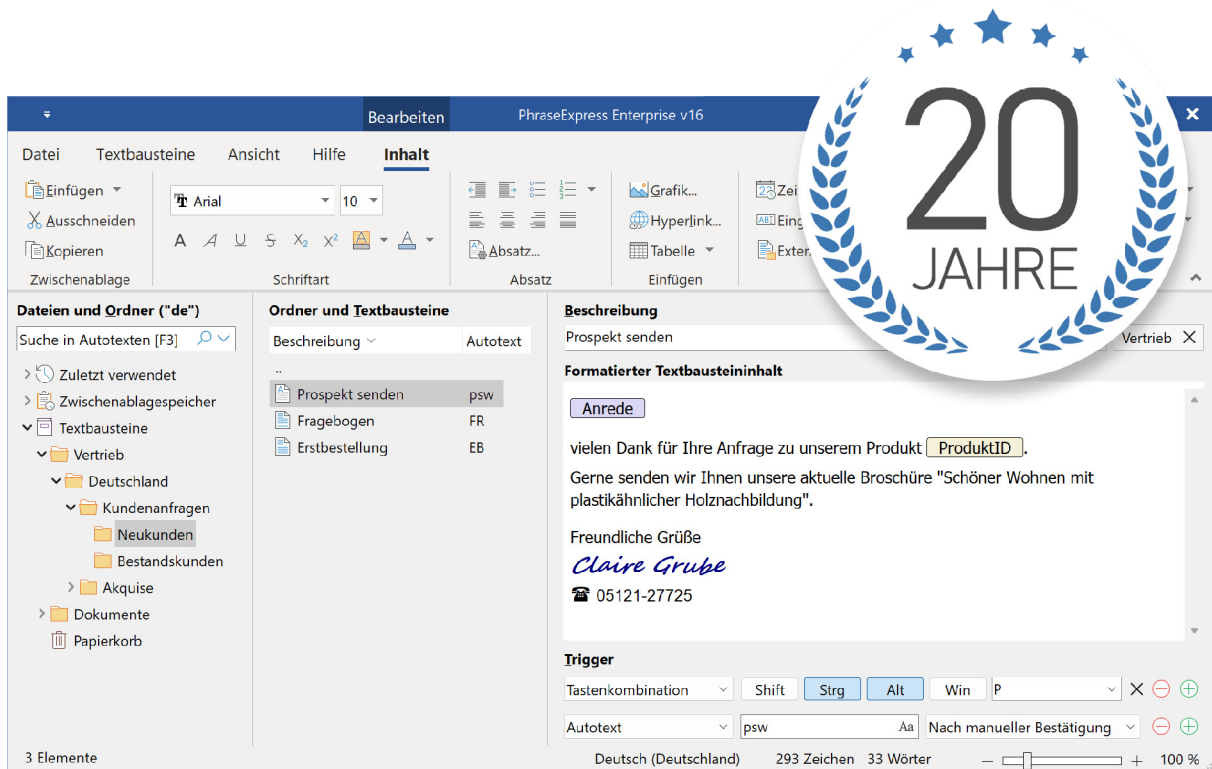 20
JAHRE
Bearbeiten
PhraseExpress Enterprise v16
Datei Textbausteine Ansicht Hilfe Inhalt
Einfügen
Ausschneiden
Kopieren
Zwischenablage
Arial 10
Schriftart
Absatz...
Absatz
Grafik...
Hyperlink...
Tabelle
Einfügen
Dateien und Ordner ("de")
Suche in Autotexten [F3]
Zuletzt verwendet
Zwischenablagespeicher
Textbausteine
Vertrieb
Deutschland
Kundenanfragen
Neukunden
Bestandskunden
Akquise
Dokumente
Papierkorb
Ordner und Textbausteine
Beschreibung Autotext
..
Prospekt senden psw
Fragebogen FR
Erstbestellung EB
Beschreibung
Prospekt senden Vertrieb
Formatierter Textbausteininhalt
Anrede
vielen Dank für Ihre Anfrage zu unserem Produkt ProduktID .
Gerne senden wir Ihnen unsere aktuelle Broschüre "Schöner Wohnen mit
plastikähnlicher Holznachbildung".
Freundliche Grüße
Claire Grube
☎ 05121-27725
Trigger
Tastenkombination Shift Strg Alt Win P
Autotext psw Aa Nach manueller Bestätigung
3 Elemente Deutsch (Deutschland) 293 Zeichen 33 Wörter 100 %